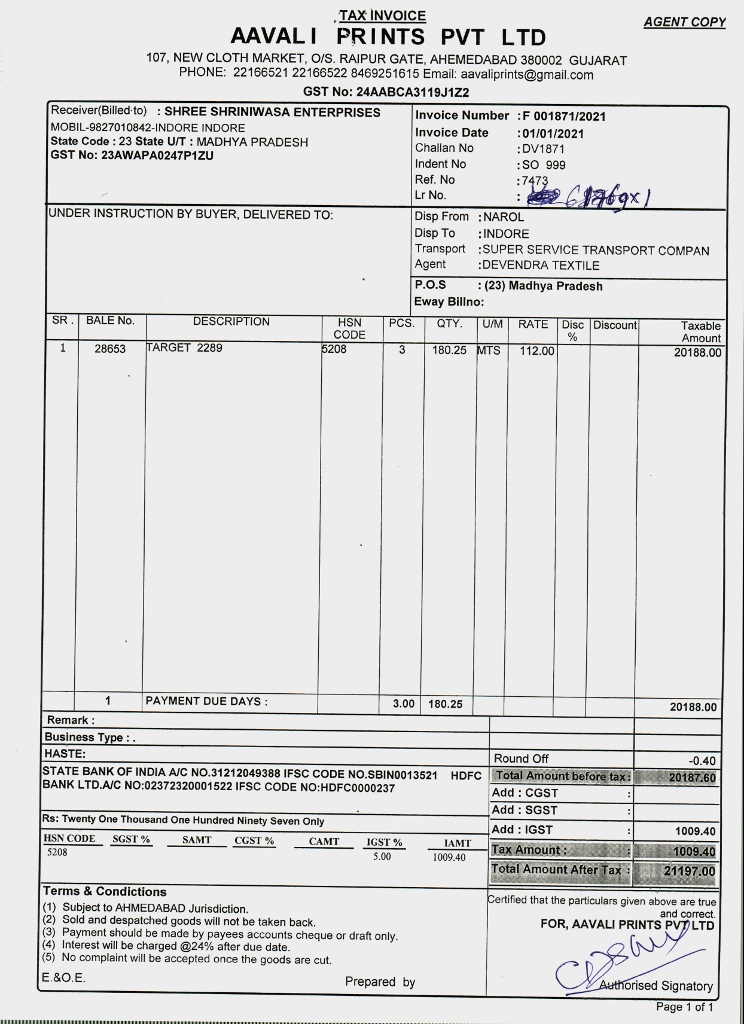 TAX INVOICE
AGENT COPY
AAVALI PRINTS PVT LTD
107, NEW CLOTH MARKET, O/S. RAIPUR GATE, AHEMEDABAD 380002 GUJARAT
PHONE: 22166521 22166522 8469251615 Email: aavaliprints@gmail.com
GST No: 24AABCA3119J1Z2
Receiver(Billed to) : SHREE SHRINIWASA ENTERPRISES
MOBIL-9827010842-INDORE INDORE
State Code : 23 State U/T : MADHYA PRADESH
GST No: 23AWAPA0247P1ZU
Invoice Number : F 001871/2021
Invoice Date : 01/01/2021
Challan No : DV1871
Indent No : SO 999
Ref. No : 7473
Lr No. :
UNDER INSTRUCTION BY BUYER, DELIVERED TO:
Disp From : NAROL
Disp To : INDORE
Transport : SUPER SERVICE TRANSPORT COMPAN
Agent : DEVENDRA TEXTILE
P.O.S : (23) Madhya Pradesh
Eway Billno:
SR. BALE No. DESCRIPTION HSN CODE PCS. QTY. U/M RATE Disc % Discount Taxable Amount
1 28653 TARGET 2289 5208 3 180.25 MTS 112.00 20188.00
1 PAYMENT DUE DAYS : 3.00 180.25 20188.00
Remark :
Business Type : .
HASTE:
STATE BANK OF INDIA A/C NO.31212049388 IFSC CODE NO.SBIN0013521 HDFC
BANK LTD.A/C NO:02372320001522 IFSC CODE NO:HDFC0000237
Round Off -0.40
Total Amount before tax : 20187.60
Add : CGST :
Add : SGST :
Add : IGST : 1009.40
Tax Amount : : 1009.40
Total Amount After Tax : 21197.00
Rs: Twenty One Thousand One Hundred Ninety Seven Only
HSN CODE SGST % SAMT CGST % CAMT IGST % IAMT
5208 5.00 1009.40
Terms & Condictions
(1) Subject to AHMEDABAD Jurisdiction.
(2) Sold and despatched goods will not be taken back.
(3) Payment should be made by payees accounts cheque or draft only.
(4) Interest will be charged @24% after due date.
(5) No complaint will be accepted once the goods are cut.
E.&O.E.
Prepared by
Certified that the particulars given above are true
and correct.
FOR, AAVALI PRINTS PVT LTD
Authorised Signatory
Page 1 of 1